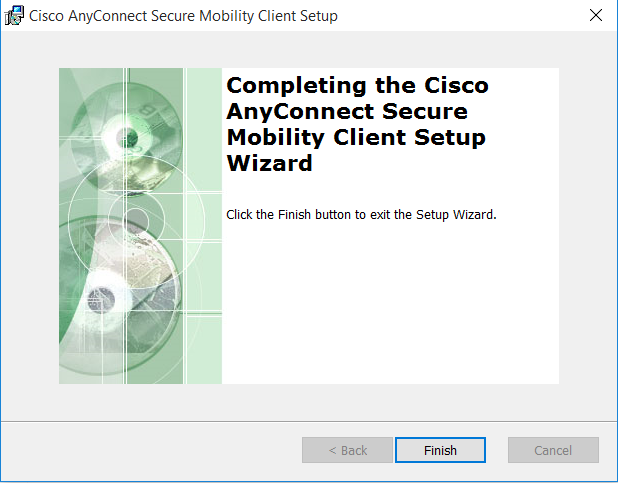 Cisco AnyConnect Secure Mobility Client Setup
Completing the Cisco
AnyConnect Secure
Mobility Client Setup
Wizard
Click the Finish button to exit the Setup Wizard.
< Back
Finish
Cancel